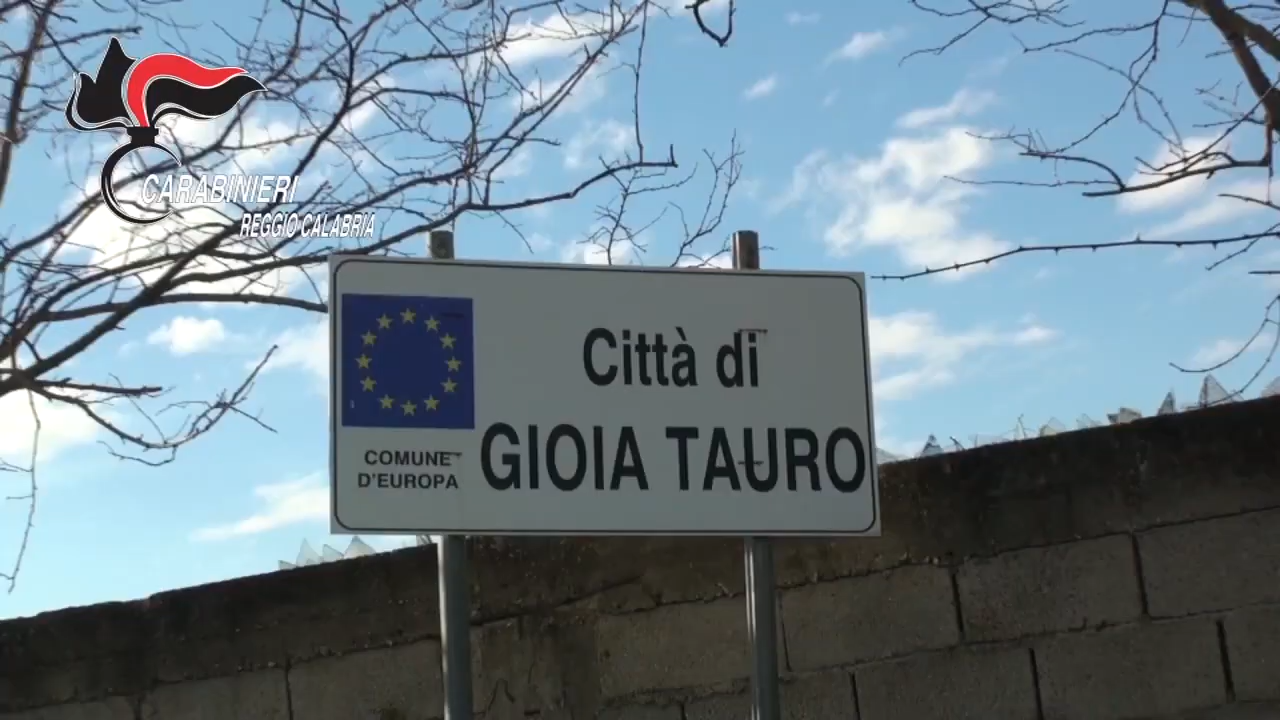 CARABINIERI
REGGIO CALABRIA
Città di
GIOIA TAURO
COMUNE
D'EUROPA